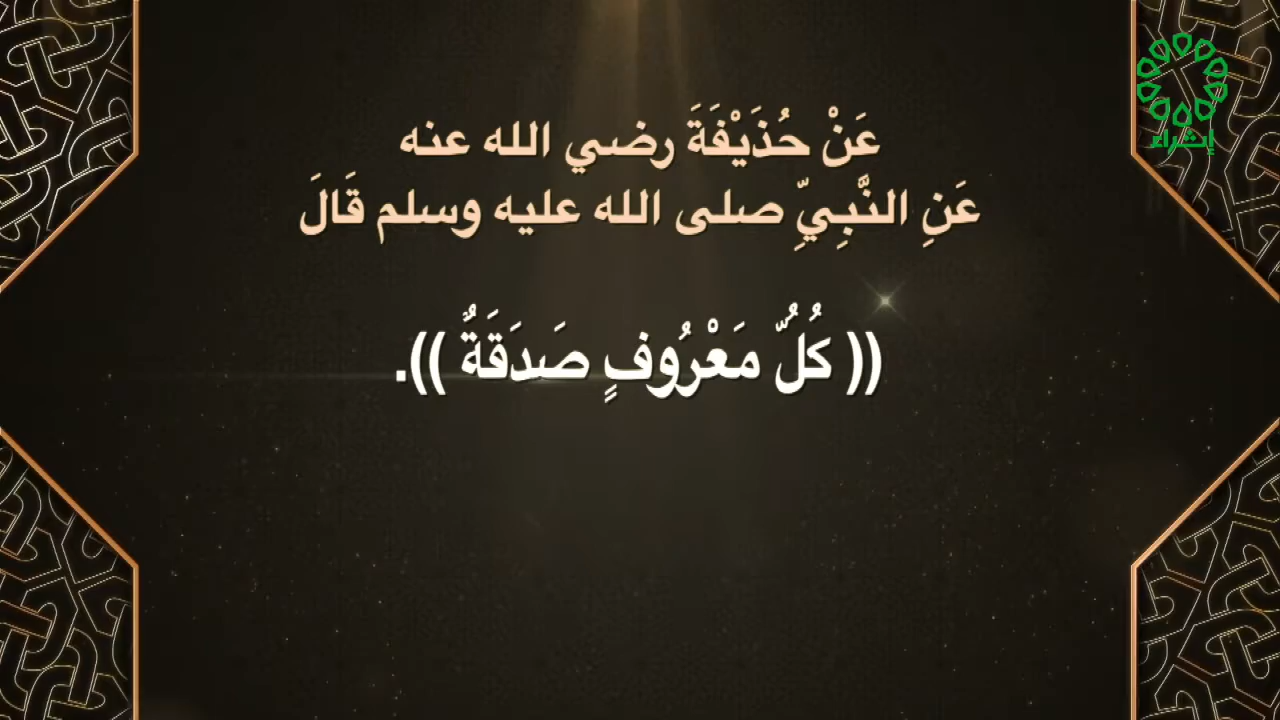 إثراء
عَنْ حُذَيْفَةَ رضي الله عنه
عَنِ النَّبِيِّ صلى الله عليه وسلم قَالَ
(( كُلُّ مَعْرُوفٍ صَدَقَةٌ )).